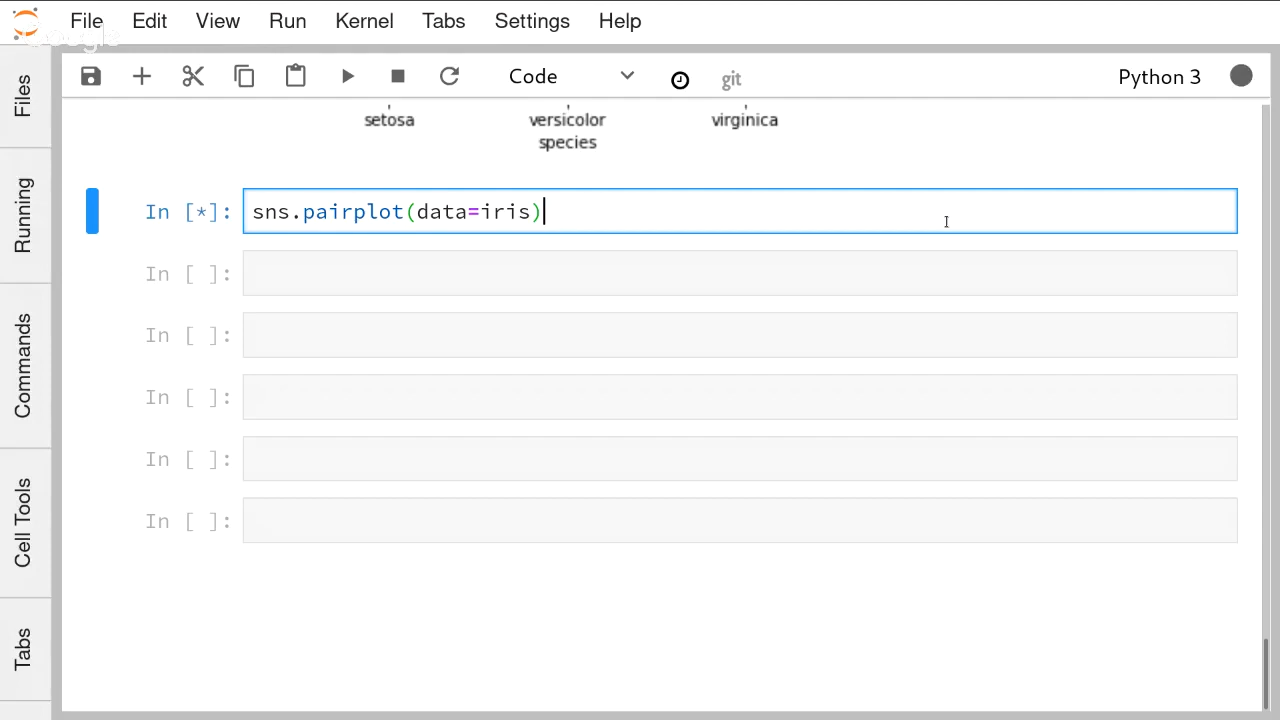 File Edit View Run Kernel Tabs Settings Help
Google
Code git Python 3
setosa versicolor virginica
species
In [*]: sns.pairplot(data=iris)
In [ ]:
In [ ]:
In [ ]:
In [ ]:
In [ ]:
Files
Running
Commands
Cell Tools
Tabs